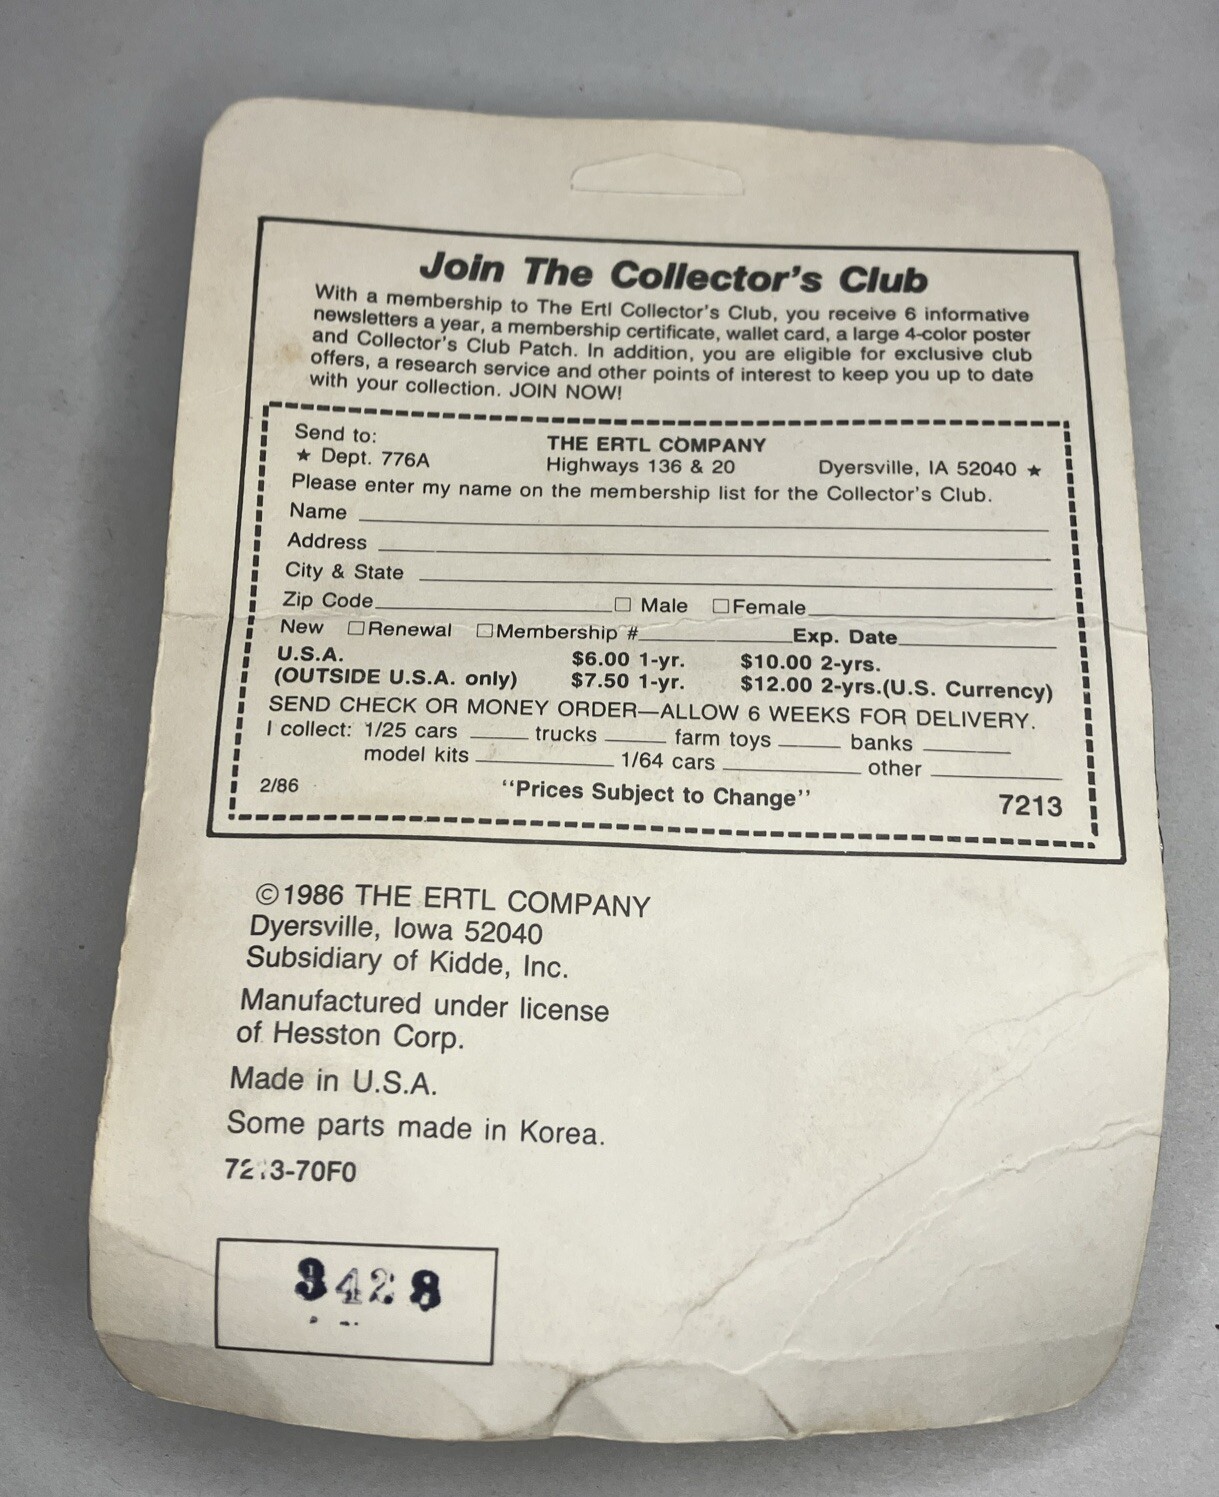 Join The Collector's Club
With a membership to The Ertl Collector's Club, you receive 6 informative
newsletters a year, a membership certificate, wallet card, a large 4-color poster
and Collector's Club Patch. In addition, you are eligible for exclusive club
offers, a research service and other points of interest to keep you up to date
with your collection. JOIN NOW!
Send to: THE ERTL COMPANY
★ Dept. 776A Highways 136 & 20 Dyersville, IA 52040 ★
Please enter my name on the membership list for the Collector's Club.
Name
Address
City & State
Zip Code ☐ Male ☐ Female
New ☐ Renewal ☐ Membership # Exp. Date
U.S.A. $6.00 1-yr. $10.00 2-yrs.
(OUTSIDE U.S.A. only) $7.50 1-yr. $12.00 2-yrs.(U.S. Currency)
SEND CHECK OR MONEY ORDER—ALLOW 6 WEEKS FOR DELIVERY.
I collect: 1/25 cars trucks farm toys banks
model kits 1/64 cars other
2/86 "Prices Subject to Change" 7213
©1986 THE ERTL COMPANY
Dyersville, Iowa 52040
Subsidiary of Kidde, Inc.
Manufactured under license
of Hesston Corp.
Made in U.S.A.
Some parts made in Korea.